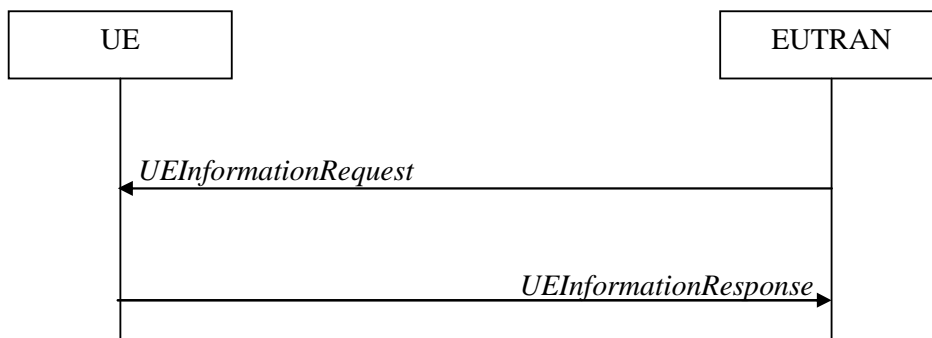 UE
EUTRAN
UEInformationRequest
UEInformationResponse